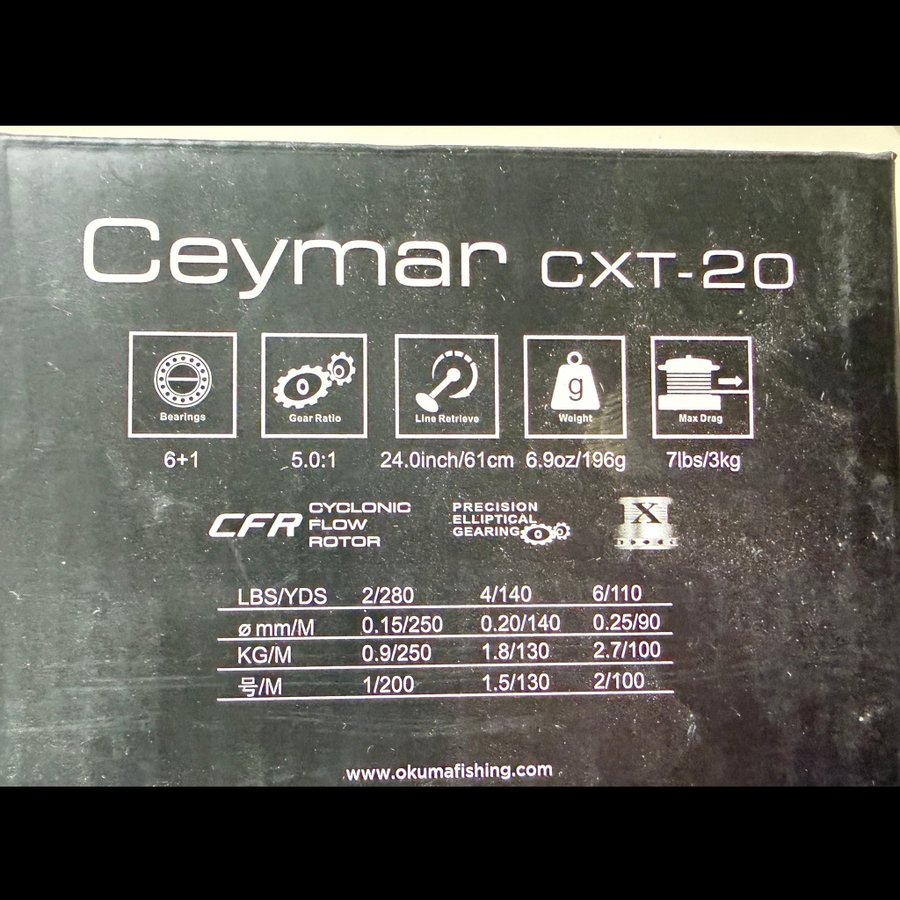 Ceymar CXT-20
Bearings Gear Ratio Line Retrieve g Weight Max Drag
6+1 5.0:1 24.0inch/61cm 6.9oz/196g 7lbs/3kg
CFR CYCLONIC
FLOW
ROTOR
PRECISION
ELLIPTICAL
GEARING
X
LBS/YDS 2/280 4/140 6/110
ø mm/M 0.15/250 0.20/140 0.25/90
KG/M 0.9/250 1.8/130 2.7/100
号/M 1/200 1.5/130 2/100
www.okumafishing.com